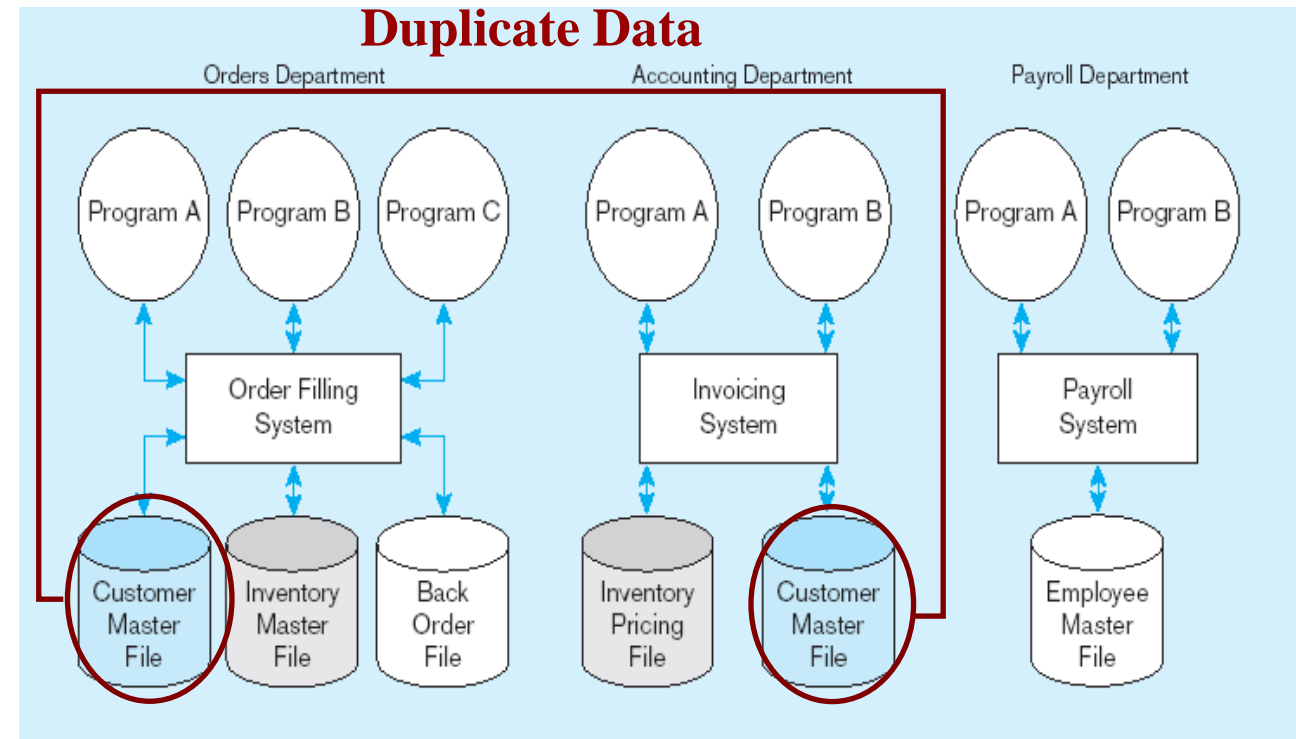 Duplicate Data
Orders Department
Accounting Department
Payroll Department
Program A
Program B
Program C
Program A
Program B
Program A
Program B
Order Filling
System
Invoicing
System
Payroll
System
Customer
Master
File
Inventory
Master
File
Back
Order
File
Inventory
Pricing
File
Customer
Master
File
Employee
Master
File